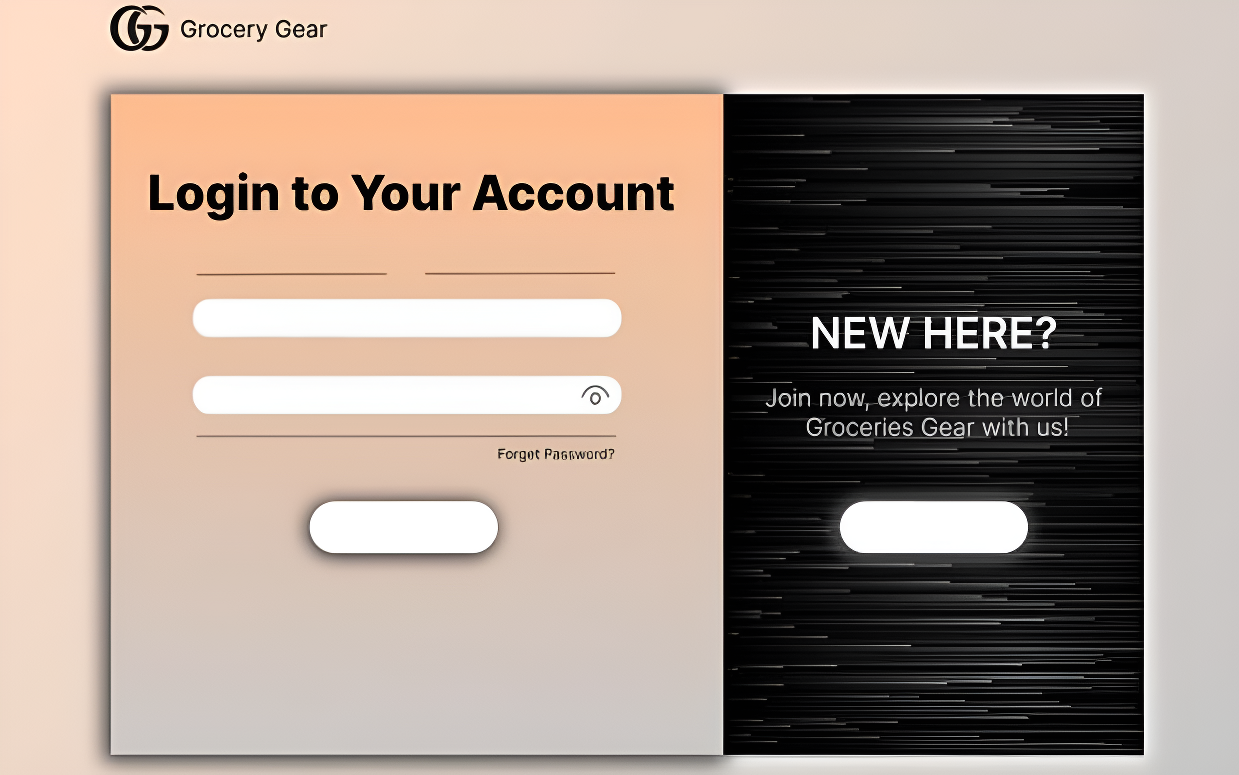 Grocery Gear
Login to Your Account
Forgot Password?
NEW HERE?
Join now, explore the world of
Groceries Gear with us!